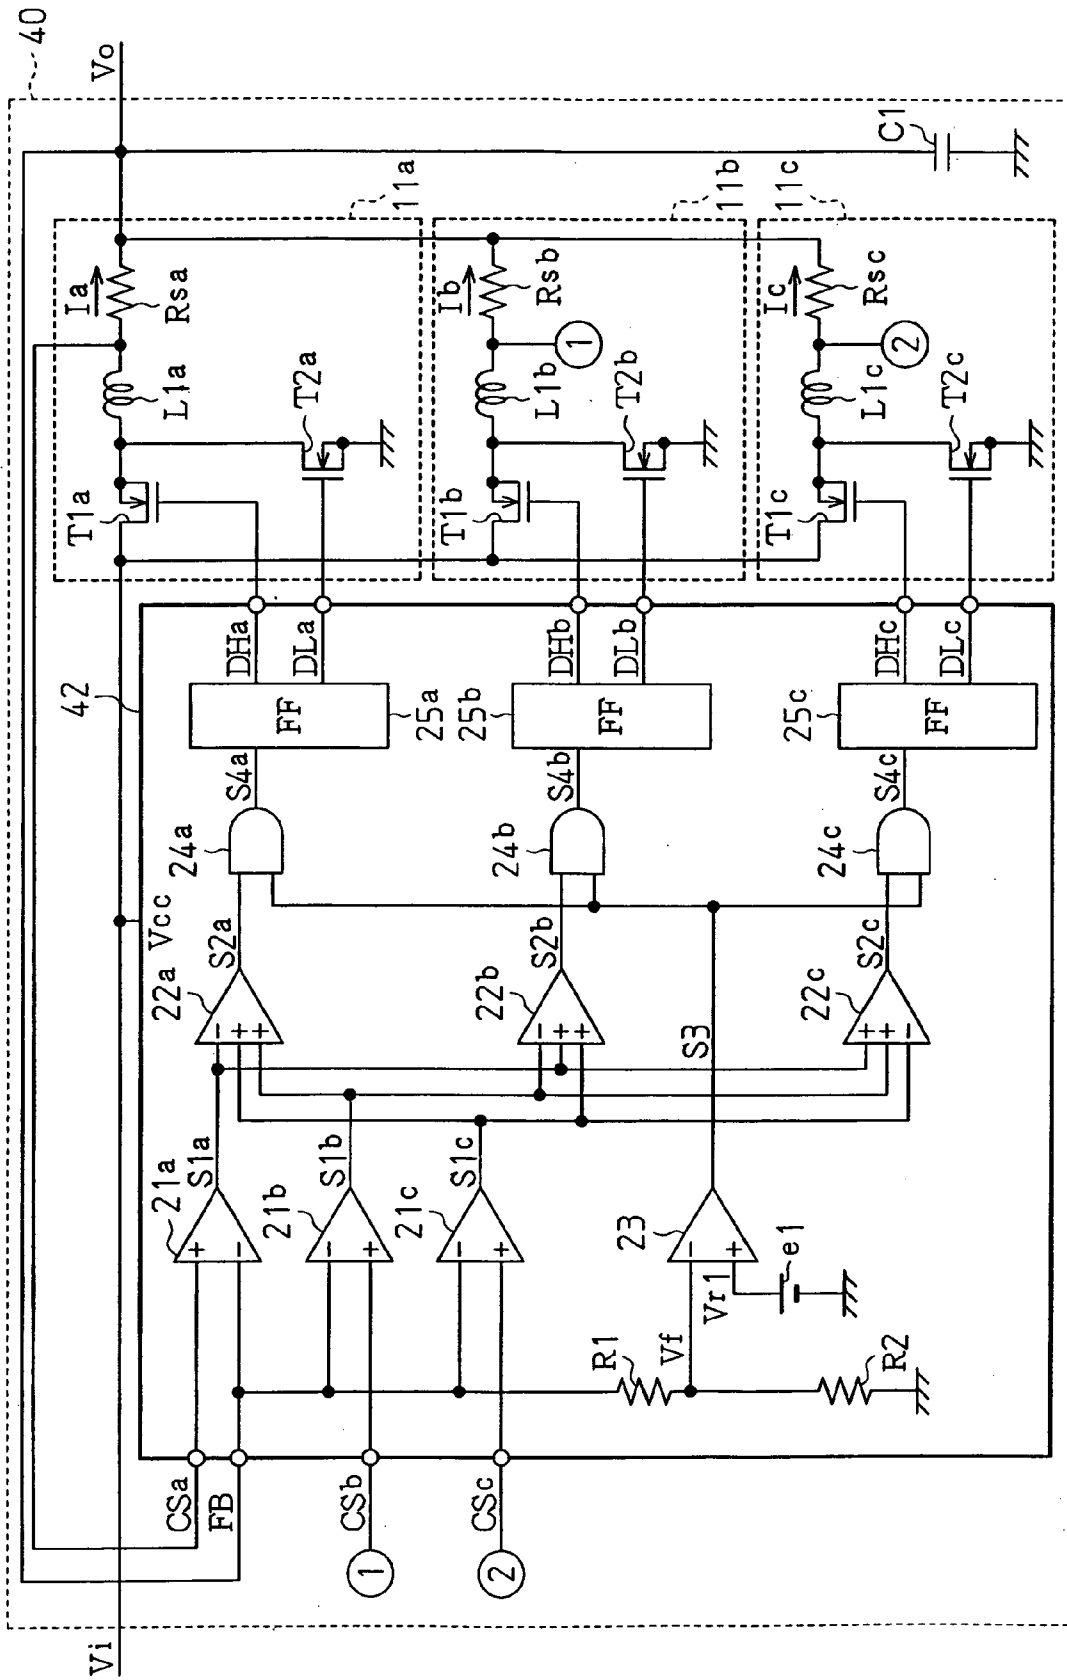 40
Vi
Vo
CSa
FB
CSb
1
CSc
2
42
Vcc
21a
S1a
21b
S1b
21c
S1c
22a
S2a
22b
S2b
22c
S2c
23
S3
Vf
Vr1
e1
R1
R2
24a
S4a
24b
S4b
24c
S4c
FF
25a
FF
25b
FF
25c
DHa
DLa
DHb
DLb
DHc
DLc
T1a
T2a
L1a
Ia
Rsa
11a
T1b
T2b
L1b
1
Ib
Rsb
11b
T1c
T2c
L1c
2
Ic
Rsc
11c
C1